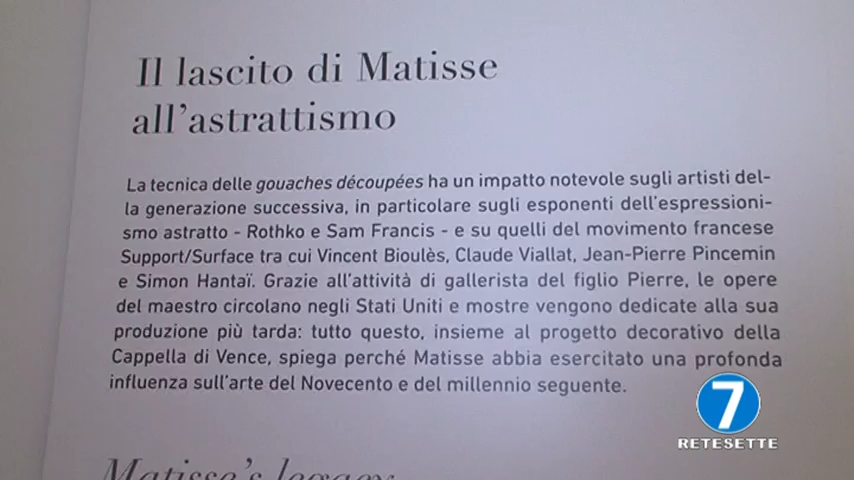 Il lascito di Matisse
all'astrattismo
La tecnica delle gouaches découpées ha un impatto notevole sugli artisti del-
la generazione successiva, in particolare sugli esponenti dell'espressioni-
smo astratto - Rothko e Sam Francis - e su quelli del movimento francese
Support/Surface tra cui Vincent Bioulès, Claude Viallat, Jean-Pierre Pincemin
e Simon Hantaï. Grazie all'attività di gallerista del figlio Pierre, le opere
del maestro circolano negli Stati Uniti e mostre vengono dedicate alla sua
produzione più tarda: tutto questo, insieme al progetto decorativo della
Cappella di Vence, spiega perché Matisse abbia esercitato una profonda
influenza sull'arte del Novecento e del millennio seguente.
7
RETESETTE
Matisse's legacy